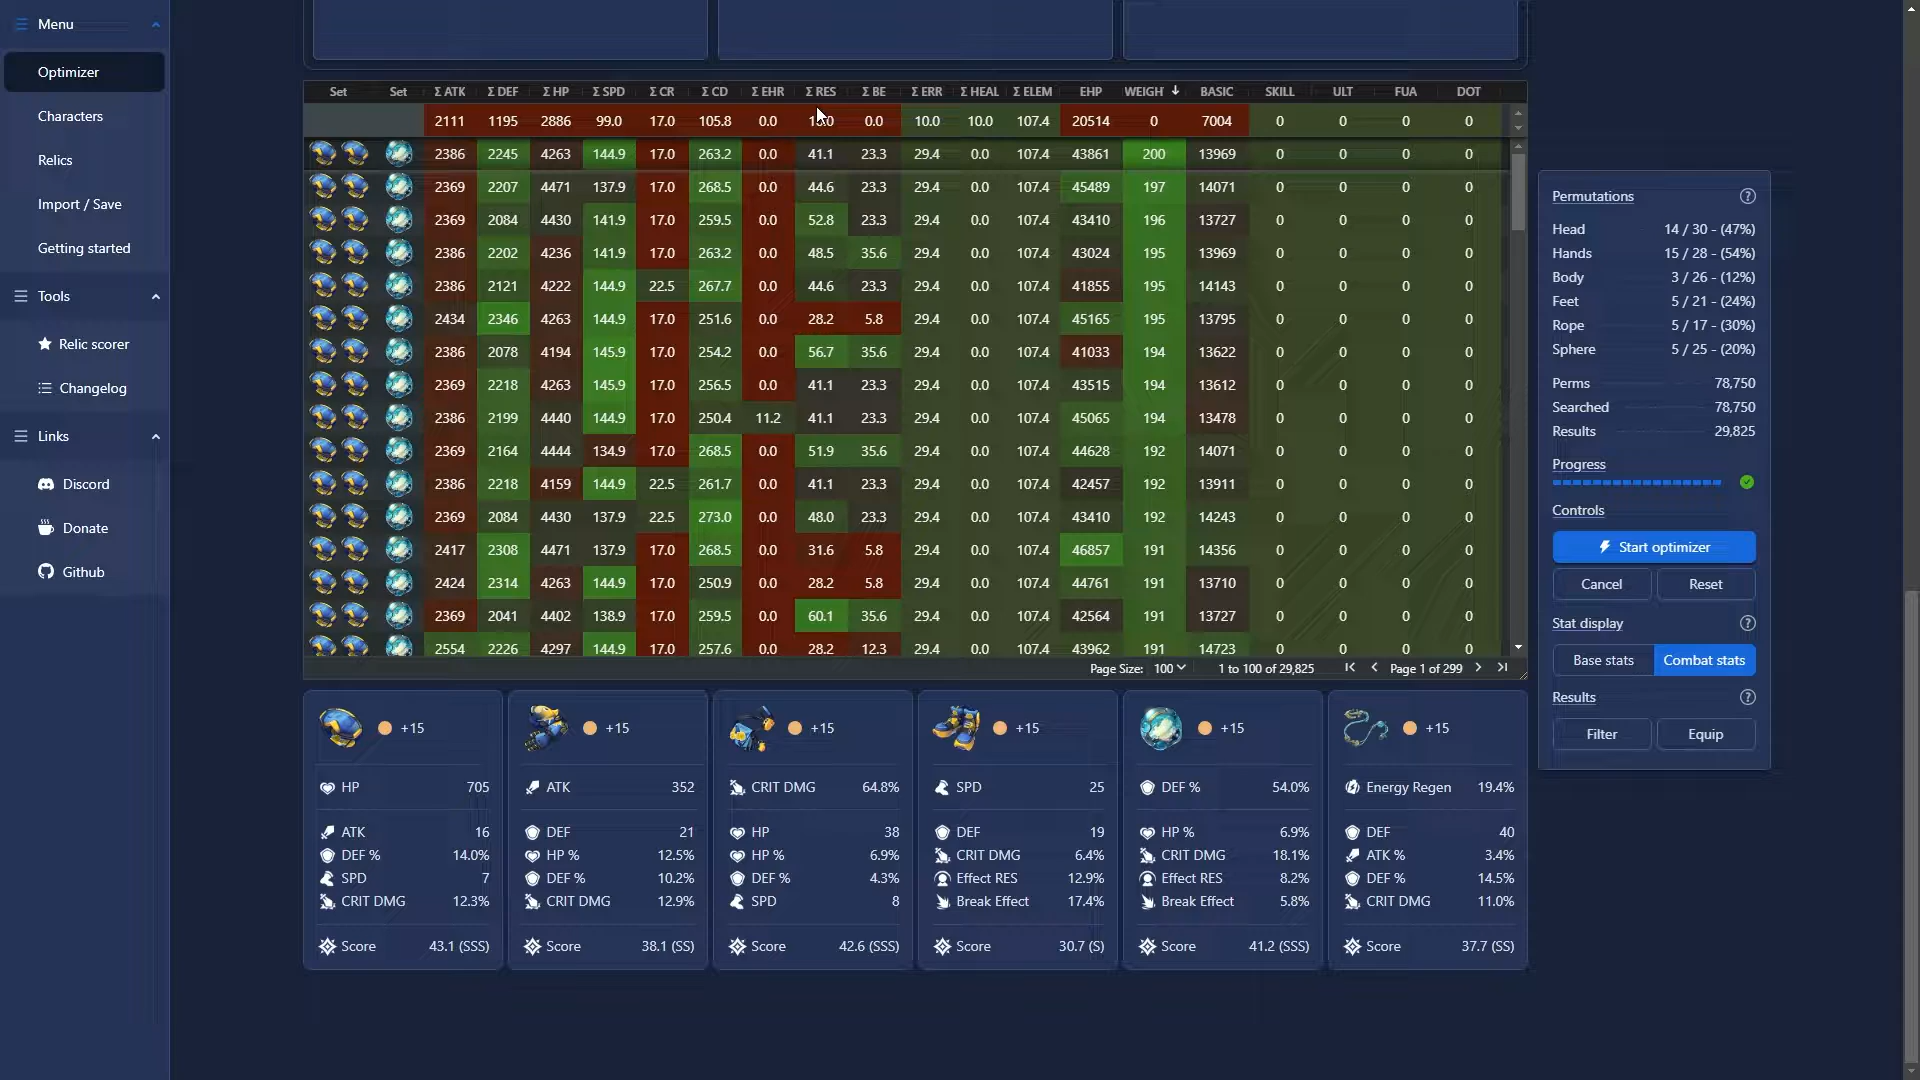 Menu
Optimizer
Characters
Relics
Import / Save
Getting started
Tools
Relic scorer
Changelog
Links
Discord
Donate
Github
Set Set Σ ATK Σ DEF Σ HP Σ SPD Σ CR Σ CD Σ EHR Σ RES Σ BE Σ ERR Σ HEAL Σ ELEM EHP WEIGH BASIC SKILL ULT FUA DOT
2111 1195 2886 99.0 17.0 105.8 0.0 0.0 10.0 10.0 107.4 20514 0 7004 0 0 0 0
2386 2245 4263 144.9 17.0 263.2 0.0 41.1 23.3 29.4 0.0 107.4 43861 200 13969 0 0 0 0
2369 2207 4471 137.9 17.0 268.5 0.0 44.6 23.3 29.4 0.0 107.4 45489 197 14071 0 0 0 0
2369 2084 4430 141.9 17.0 259.5 0.0 52.8 23.3 29.4 0.0 107.4 43410 196 13727 0 0 0 0
2386 2202 4236 141.9 17.0 263.2 0.0 48.5 35.6 29.4 0.0 107.4 43024 195 13969 0 0 0 0
2386 2121 4222 144.9 22.5 267.7 0.0 44.6 23.3 29.4 0.0 107.4 41855 195 14143 0 0 0 0
2434 2346 4263 144.9 17.0 251.6 0.0 28.2 5.8 29.4 0.0 107.4 45165 195 13795 0 0 0 0
2386 2078 4194 145.9 17.0 254.2 0.0 56.7 35.6 29.4 0.0 107.4 41033 194 13622 0 0 0 0
2369 2218 4263 145.9 17.0 256.5 0.0 41.1 23.3 29.4 0.0 107.4 43515 194 13612 0 0 0 0
2386 2199 4440 144.9 17.0 250.4 11.2 41.1 23.3 29.4 0.0 107.4 45065 194 13478 0 0 0 0
2369 2164 4444 134.9 17.0 268.5 0.0 51.9 35.6 29.4 0.0 107.4 44628 192 14071 0 0 0 0
2386 2218 4159 144.9 22.5 261.7 0.0 41.1 23.3 29.4 0.0 107.4 42457 192 13911 0 0 0 0
2369 2084 4430 137.9 22.5 273.0 0.0 48.0 23.3 29.4 0.0 107.4 43410 192 14243 0 0 0 0
2417 2308 4471 137.9 17.0 268.5 0.0 31.6 5.8 29.4 0.0 107.4 46857 191 14356 0 0 0 0
2424 2314 4263 144.9 17.0 250.9 0.0 28.2 5.8 29.4 0.0 107.4 44761 191 13710 0 0 0 0
2369 2041 4402 138.9 17.0 259.5 0.0 60.1 35.6 29.4 0.0 107.4 42564 191 13727 0 0 0 0
2554 2226 4297 144.9 17.0 257.6 0.0 28.2 12.3 29.4 0.0 107.4 43962 191 14723 0 0 0 0
Page Size: 100 1 to 100 of 29,825 Page 1 of 299
+15
HP 705
ATK 16
DEF % 14.0%
SPD 7
CRIT DMG 12.3%
Score 43.1 (SSS)
+15
ATK 352
DEF 21
HP % 12.5%
DEF % 10.2%
CRIT DMG 12.9%
Score 38.1 (SS)
+15
CRIT DMG 64.8%
HP 38
HP % 6.9%
DEF % 4.3%
SPD 8
Score 42.6 (SSS)
+15
SPD 25
DEF 19
CRIT DMG 6.4%
Effect RES 12.9%
Break Effect 17.4%
Score 30.7 (S)
+15
DEF % 54.0%
HP % 6.9%
CRIT DMG 18.1%
Effect RES 8.2%
Break Effect 5.8%
Score 41.2 (SSS)
+15
Energy Regen 19.4%
DEF 40
ATK % 3.4%
DEF % 14.5%
CRIT DMG 11.0%
Score 37.7 (SS)
Permutations
Head 14 / 30 - (47%)
Hands 15 / 28 - (54%)
Body 3 / 26 - (12%)
Feet 5 / 21 - (24%)
Rope 5 / 17 - (30%)
Sphere 5 / 25 - (20%)
Perms 78,750
Searched 78,750
Results 29,825
Progress
Controls
Start optimizer
Cancel Reset
Stat display
Base stats Combat stats
Results
Filter Equip